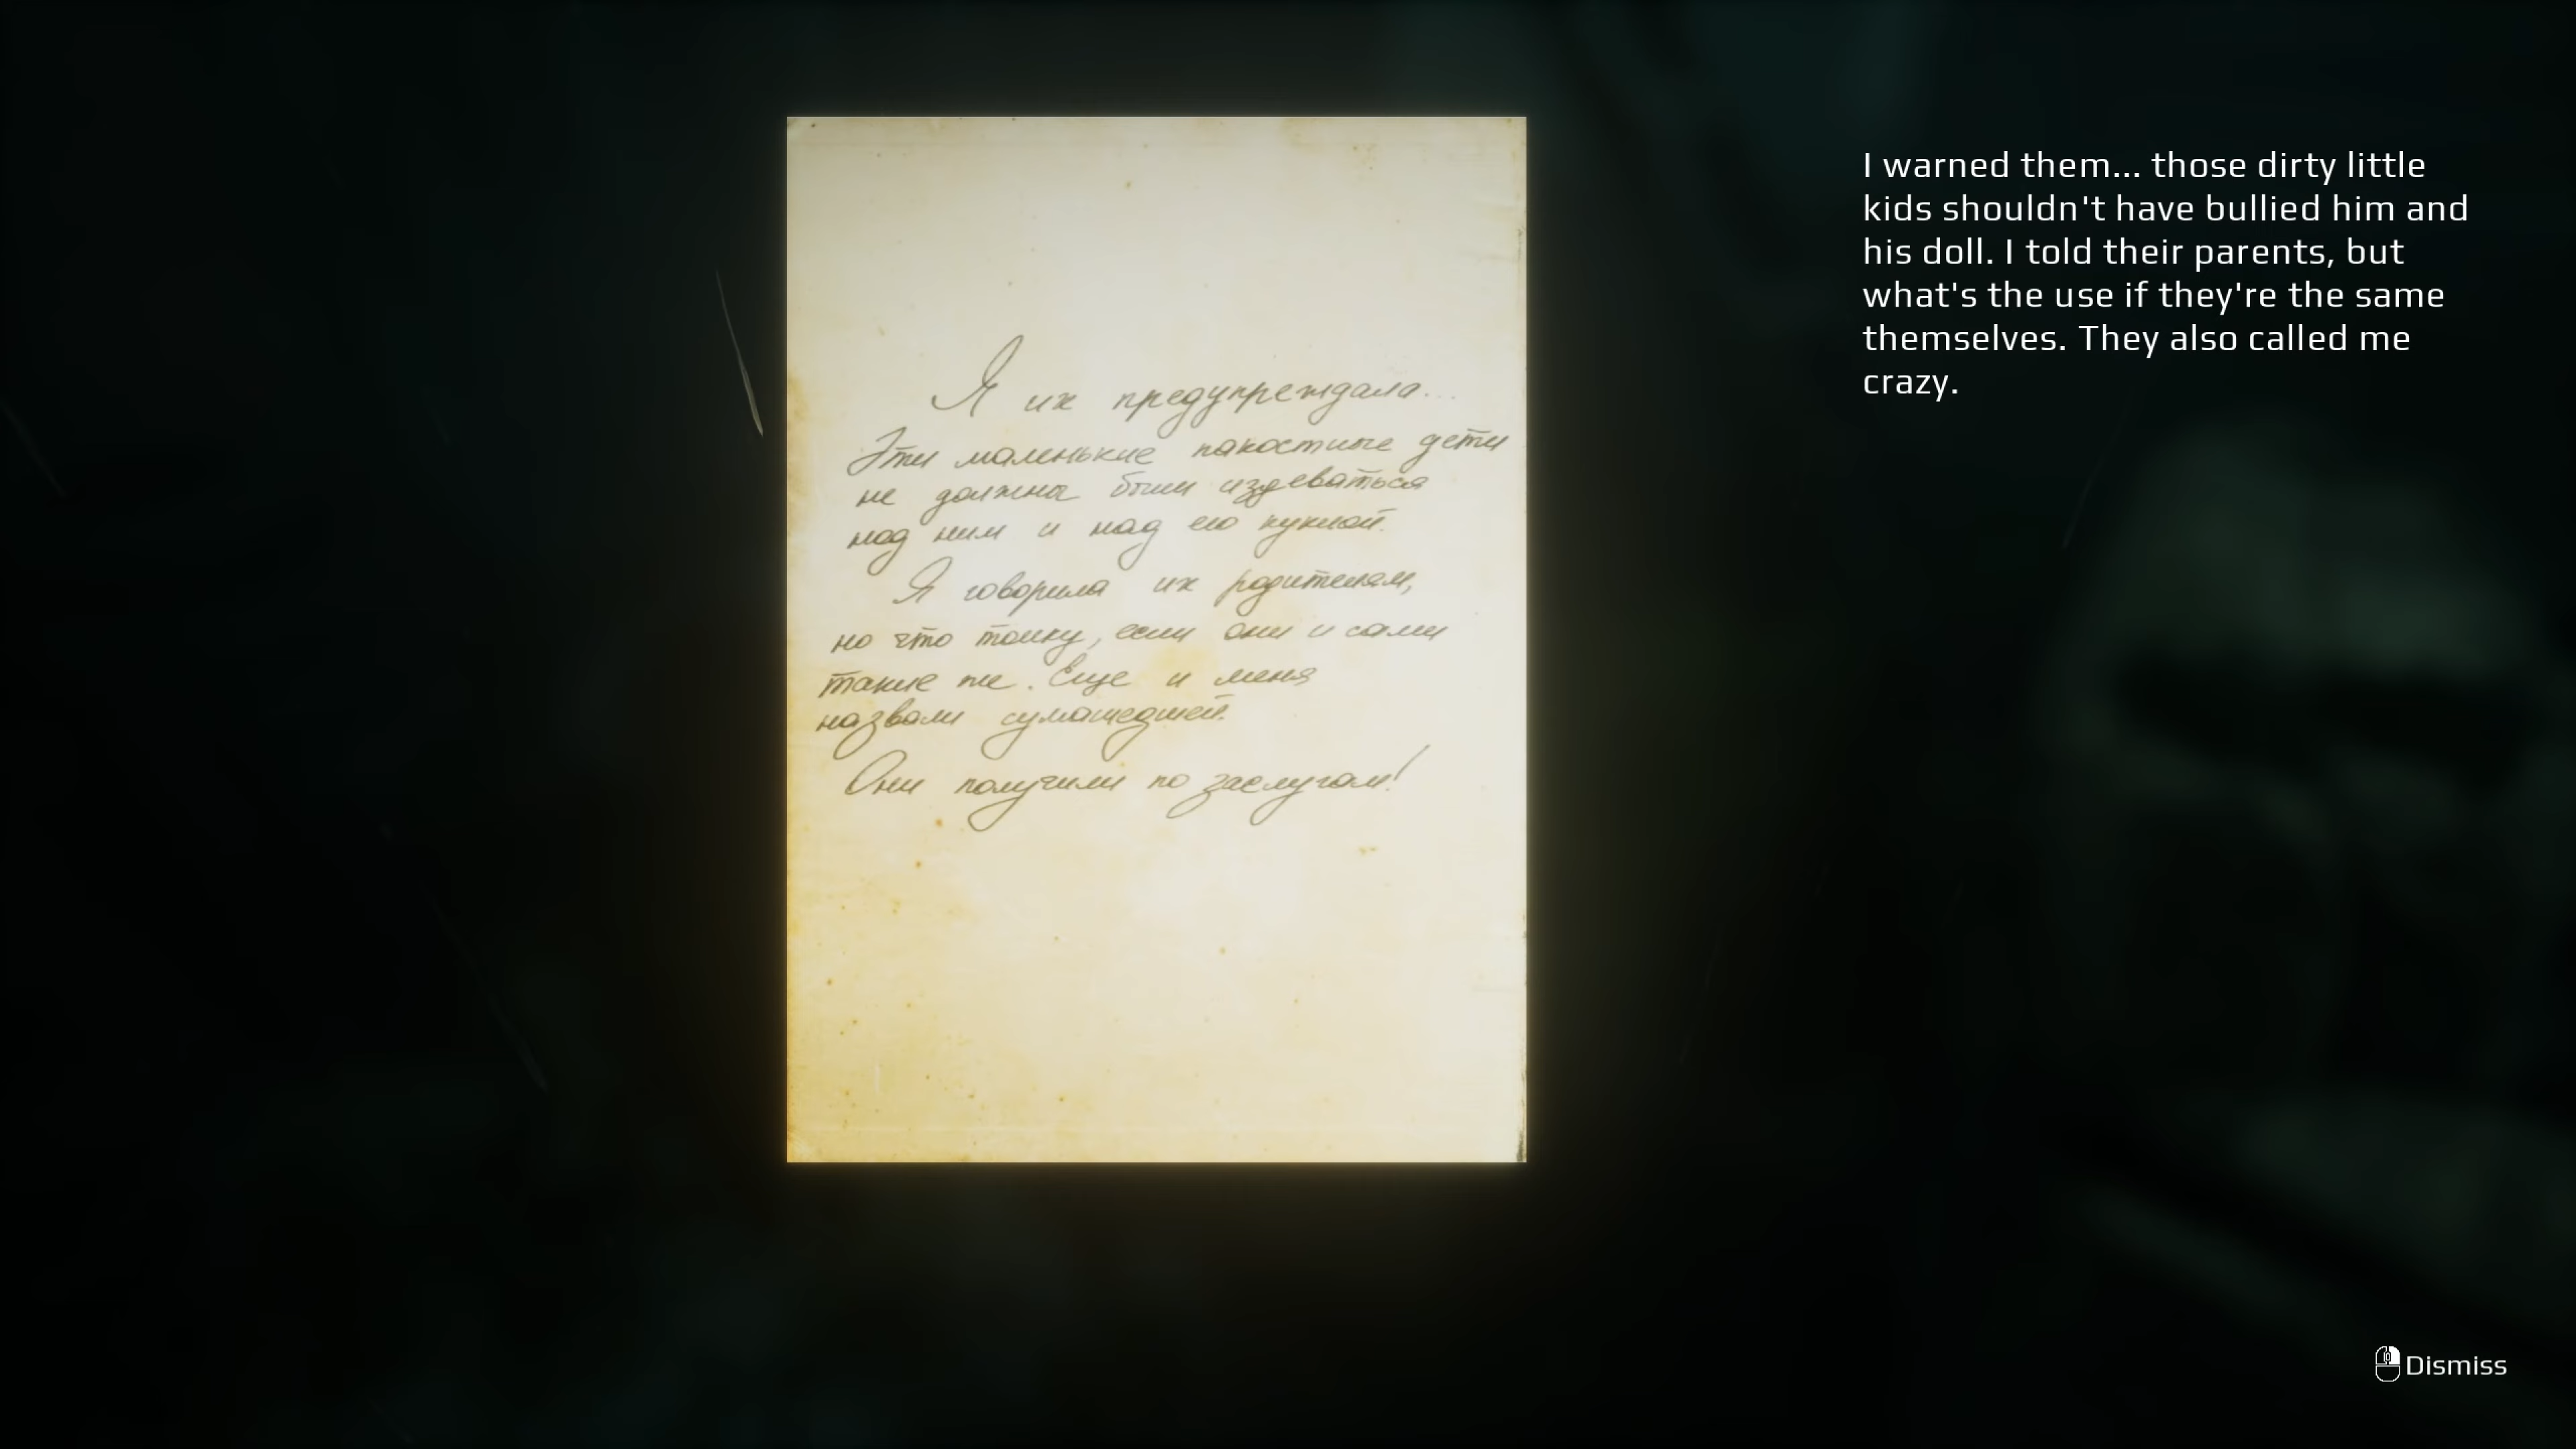 Я их предупреждала...
Эти маленькие пакостные дети
не должны были издеваться
над ним и над его куклой.
Я говорила их родителям,
но что толку, если они и сами
такие же. Еще и меня
назвали сумашедшей.
Они получили по заслугам!
I warned them... those dirty little
kids shouldn't have bullied him and
his doll. I told their parents, but
what's the use if they're the same
themselves. They also called me
crazy.
Dismiss